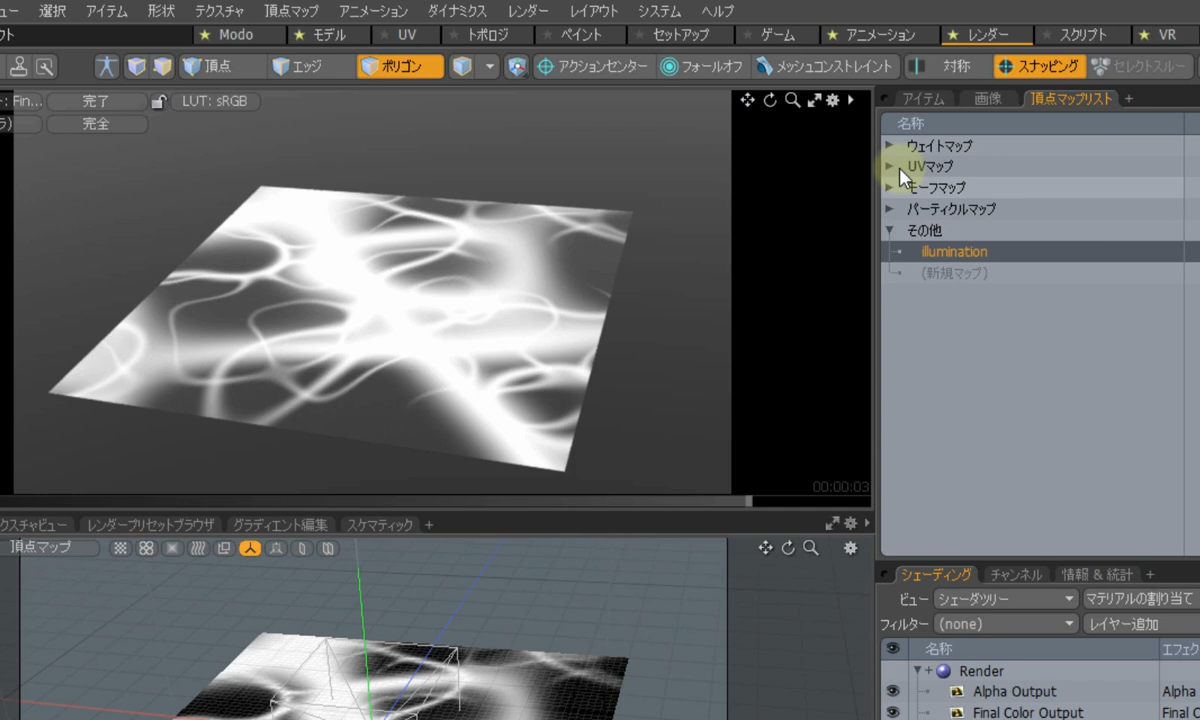 ュー 選択 アイテム 形状 テクスチャ 頂点マップ アニメーション ダイナミクス レンダー レイアウト システム ヘルプ
クト Modo モデル UV トポロジ ペイント セットアップ ゲーム アニメーション レンダー スクリプト VR
頂点 エッジ ポリゴン アクションセンター フォールオフ メッシュコンストレイント 対称 スナッピング セレクトスルー
: Fin... 完了 LUT: sRGB
ラ) 完全
アイテム 画像 頂点マップリスト +
名称
ウェイトマップ
UVマップ
モーフマップ
パーティクルマップ
その他
illumination
(新規マップ)
00:00:03
クスチャビュー レンダープリセットブラウザ グラディエント編集 スケマティック +
頂点マップ
シェーディング チャンネル 情報 & 統計 +
ビュー シェーダツリー マテリアルの割り当て
フィルター (none) レイヤー追加
名称 エフェク
Render
Alpha Output Alpha
Final Color Output Final C